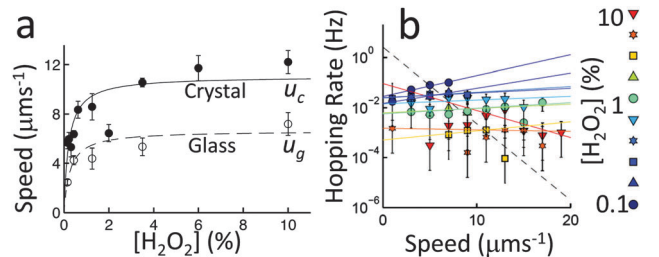 a
Speed (μms⁻¹)
12
8
4
0
Crystal
u_c
Glass
u_g
0 2 4 6 8 10
[H₂O₂] (%)
b
Hopping Rate (Hz)
10⁰
10⁻²
10⁻⁴
10⁻⁶
0 10 20
Speed (μms⁻¹)
10
1
0.1
[H₂O₂] (%)